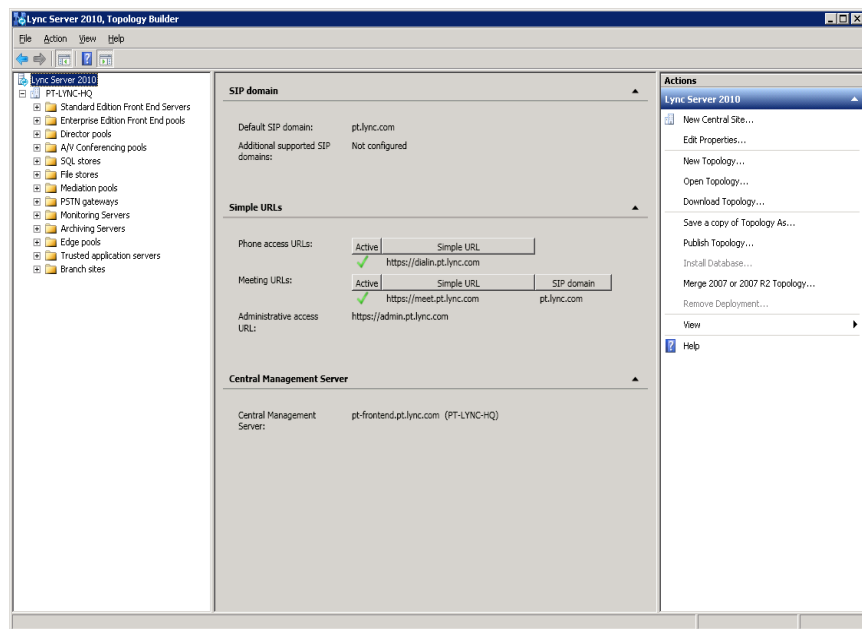 Lync Server 2010, Topology Builder
File Action View Help
Lync Server 2010
PT-LYNC-HQ
Standard Edition Front End Servers
Enterprise Edition Front End pools
Director pools
A/V Conferencing pools
SQL stores
File stores
Mediation pools
PSTN gateways
Monitoring Servers
Archiving Servers
Edge pools
Trusted application servers
Branch sites
SIP domain
Default SIP domain: pt.lync.com
Additional supported SIP domains: Not configured
Simple URLs
Phone access URLs: Active Simple URL
https://dialin.pt.lync.com
Meeting URLs: Active Simple URL SIP domain
https://meet.pt.lync.com pt.lync.com
Administrative access URL: https://admin.pt.lync.com
Central Management Server
Central Management Server: pt-frontend.pt.lync.com (PT-LYNC-HQ)
Actions
Lync Server 2010
New Central Site...
Edit Properties...
New Topology...
Open Topology...
Download Topology...
Save a copy of Topology As...
Publish Topology...
Install Database...
Merge 2007 or 2007 R2 Topology...
Remove Deployment...
View
Help